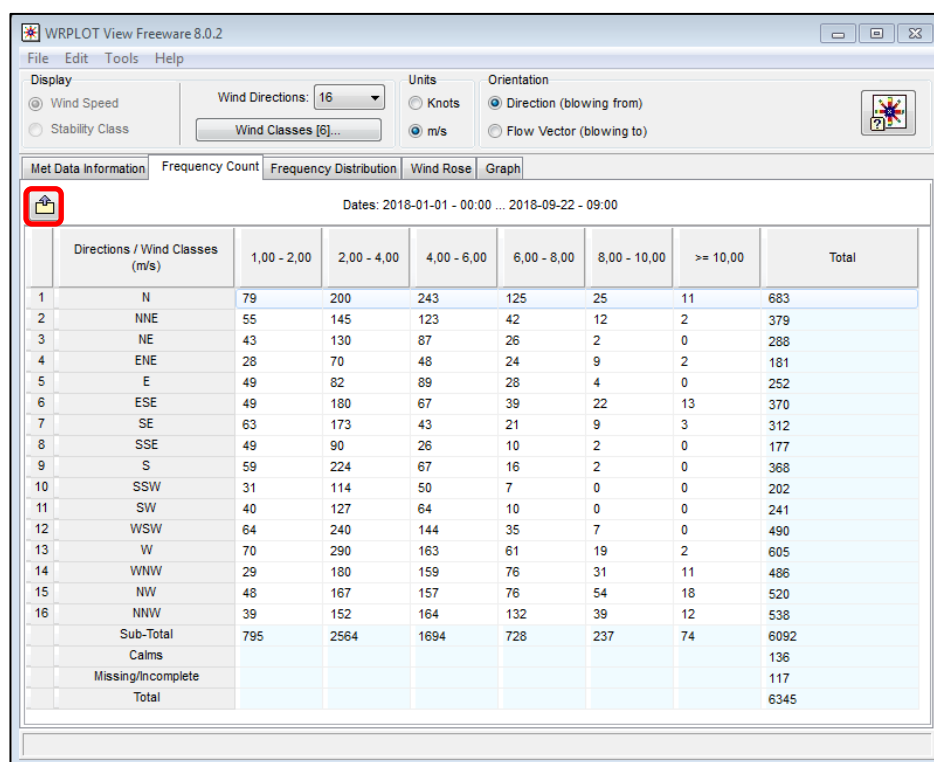 WRPLOT View Freeware 8.0.2
File Edit Tools Help
Display Units Orientation
Wind Speed Wind Directions: 16 Knots Direction (blowing from)
Stability Class Wind Classes [6]... m/s Flow Vector (blowing to)
Met Data Information Frequency Count Frequency Distribution Wind Rose Graph
Dates: 2018-01-01 - 00:00 ... 2018-09-22 - 09:00
Directions / Wind Classes (m/s) 1,00 - 2,00 2,00 - 4,00 4,00 - 6,00 6,00 - 8,00 8,00 - 10,00 >= 10,00 Total
1 N 79 200 243 125 25 11 683
2 NNE 55 145 123 42 12 2 379
3 NE 43 130 87 26 2 0 288
4 ENE 28 70 48 24 9 2 181
5 E 49 82 89 28 4 0 252
6 ESE 49 180 67 39 22 13 370
7 SE 63 173 43 21 9 3 312
8 SSE 49 90 26 10 2 0 177
9 S 59 224 67 16 2 0 368
10 SSW 31 114 50 7 0 0 202
11 SW 40 127 64 10 0 0 241
12 WSW 64 240 144 35 7 0 490
13 W 70 290 163 61 19 2 605
14 WNW 29 180 159 76 31 11 486
15 NW 48 167 157 76 54 18 520
16 NNW 39 152 164 132 39 12 538
Sub-Total 795 2564 1694 728 237 74 6092
Calms 136
Missing/Incomplete 117
Total 6345